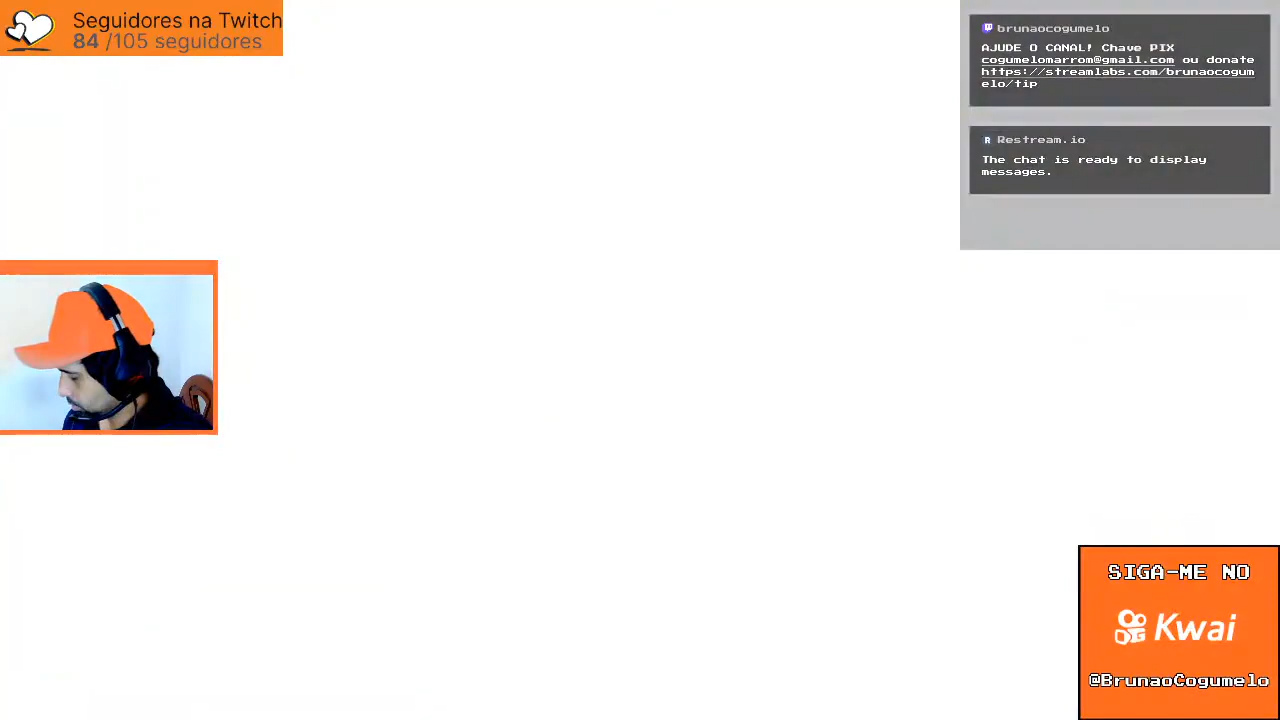 Seguidores na Twitch
84 /105 seguidores
brunaocogumelo
AJUDE O CANAL! Chave PIX
cogumelomarrom@gmail.com ou donate
https://streamlabs.com/brunaocogum
elo/tip
Restream.io
The chat is ready to display
messages.
SIGA-ME NO
Kwai
@BrunaoCogumelo